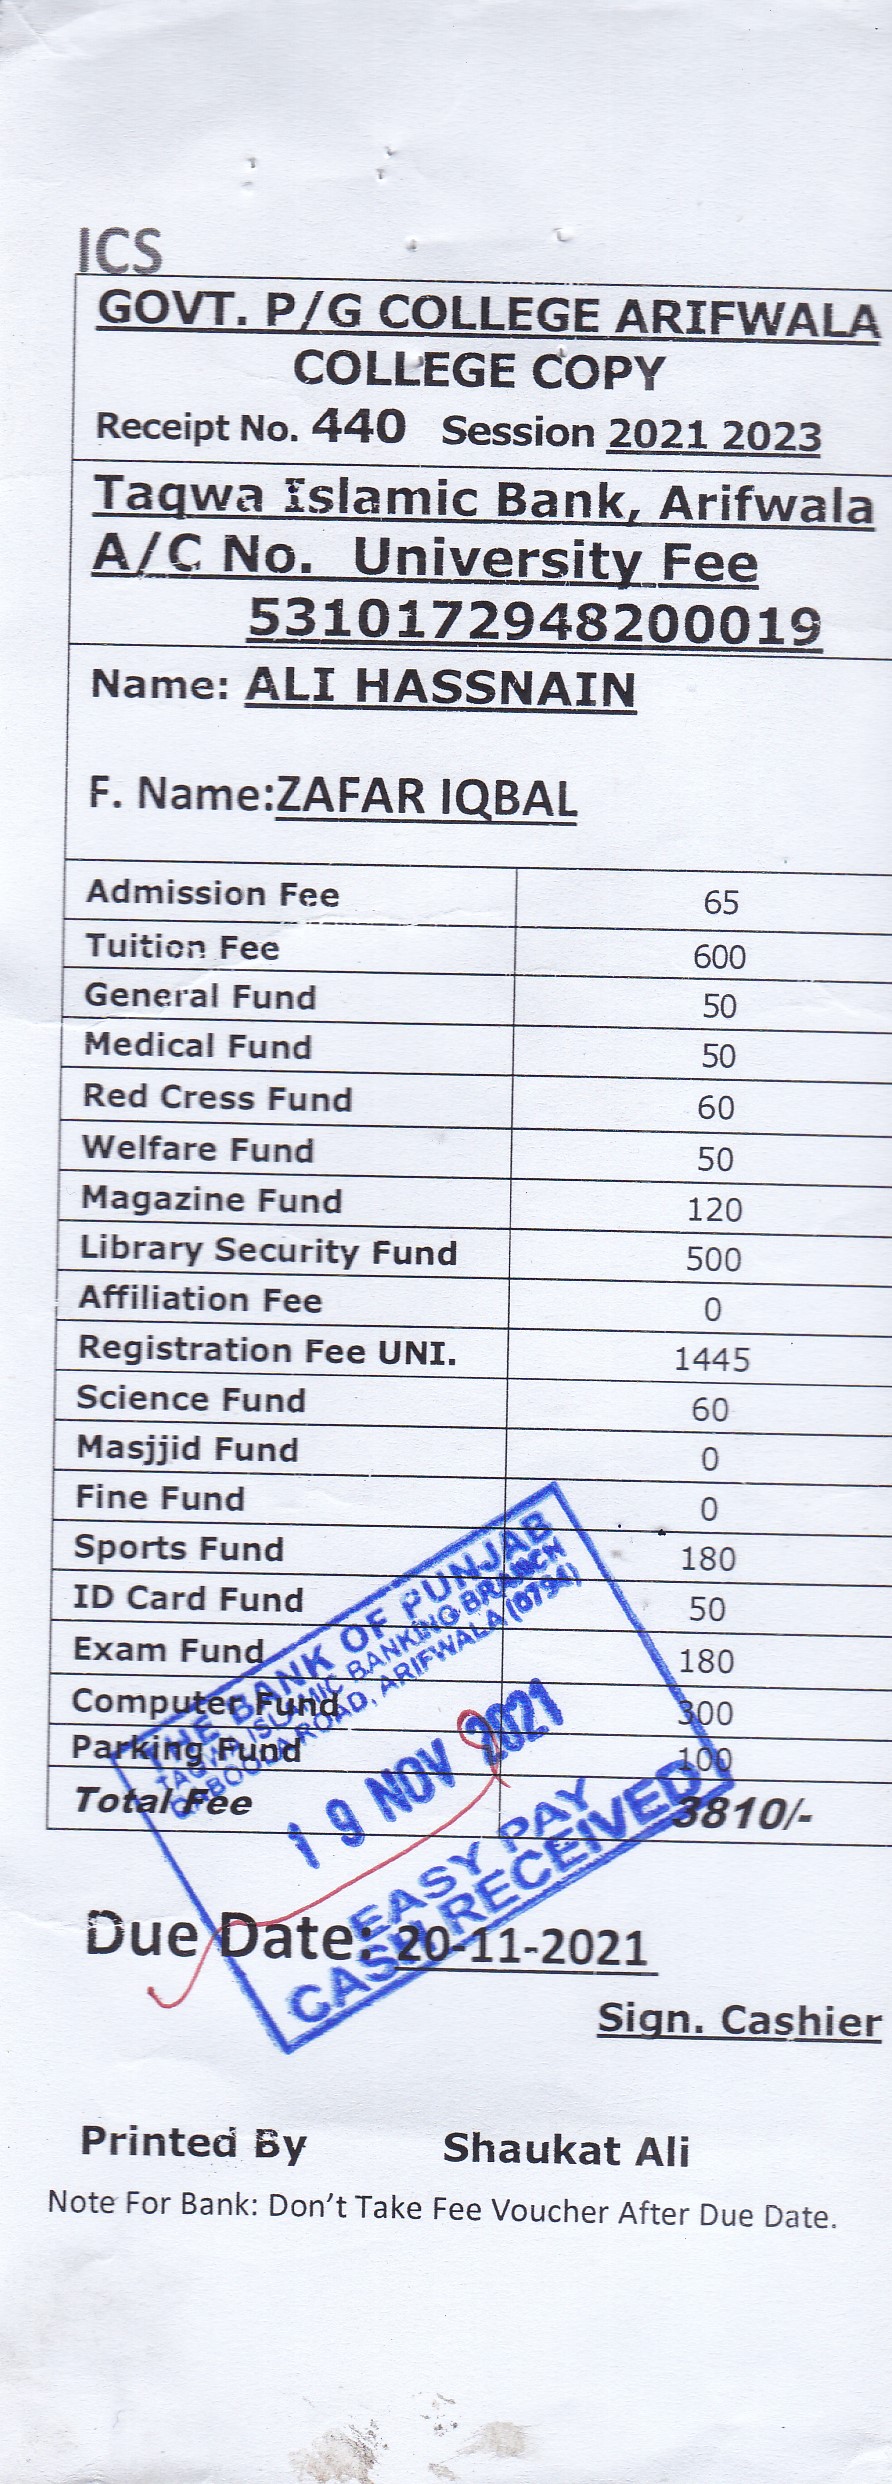 ICS
GOVT. P/G COLLEGE ARIFWALA
COLLEGE COPY
Receipt No. 440 Session 2021 2023
Taqwa Islamic Bank, Arifwala
A/C No. University Fee
5310172948200019
Name: ALI HASSNAIN
F. Name:ZAFAR IQBAL
Admission Fee 65
Tuition Fee 600
General Fund 50
Medical Fund 50
Red Cress Fund 60
Welfare Fund 50
Magazine Fund 120
Library Security Fund 500
Affiliation Fee 0
Registration Fee UNI. 1445
Science Fund 60
Masjjid Fund 0
Fine Fund 0
Sports Fund 180
ID Card Fund 50
Exam Fund 180
Computer Fund 300
Parking Fund 100
Total Fee 3810/-
THE BANK OF PUNJAB
TAQWA ISLAMIC BANKING BRANCH
QABOOLA ROAD, ARIFWALA (0794)
19 NOV 2021
EASY PAY
CASH RECEIVED
Due Date: 20-11-2021
Sign. Cashier
Printed By Shaukat Ali
Note For Bank: Don't Take Fee Voucher After Due Date.